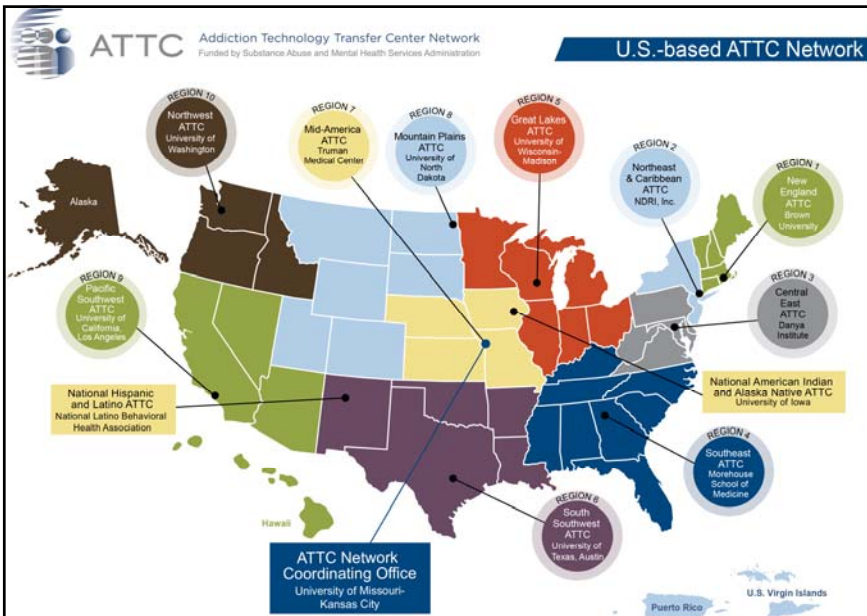 ATTC
Addiction Technology Transfer Center Network
Funded by Substance Abuse and Mental Health Services Administration
U.S.-based ATTC Network
REGION 10
Northwest
ATTC
University of
Washington
REGION 7
Mid-America
ATTC
Truman
Medical Center
REGION 8
Mountain Plains
ATTC
University of
North
Dakota
REGION 5
Great Lakes
ATTC
University of
Wisconsin-
Madison
REGION 2
Northeast
& Caribbean
ATTC
NDRI, Inc.
REGION 1
New
England
ATTC
Brown
University
Alaska
REGION 9
Pacific
Southwest
ATTC
University of
California,
Los Angeles
REGION 3
Central
East
ATTC
Danya
Institute
National Hispanic
and Latino ATTC
National Latino Behavioral
Health Association
National American Indian
and Alaska Native ATTC
University of Iowa
REGION 4
Southeast
ATTC
Morehouse
School of
Medicine
Hawaii
REGION 6
South
Southwest
ATTC
University of
Texas, Austin
ATTC Network
Coordinating Office
University of Missouri-
Kansas City
U.S. Virgin Islands
Puerto Rico